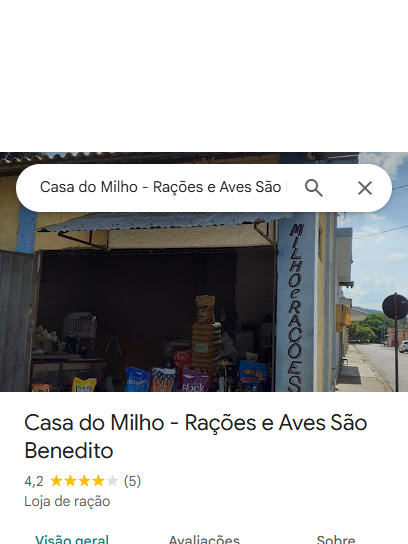 Casa do Milho - Rações e Aves São
MILHO e RACOES
Casa do Milho - Rações e Aves São
Benedito
4,2 (5)
Loja de ração
Visão geral Avaliações Sobre